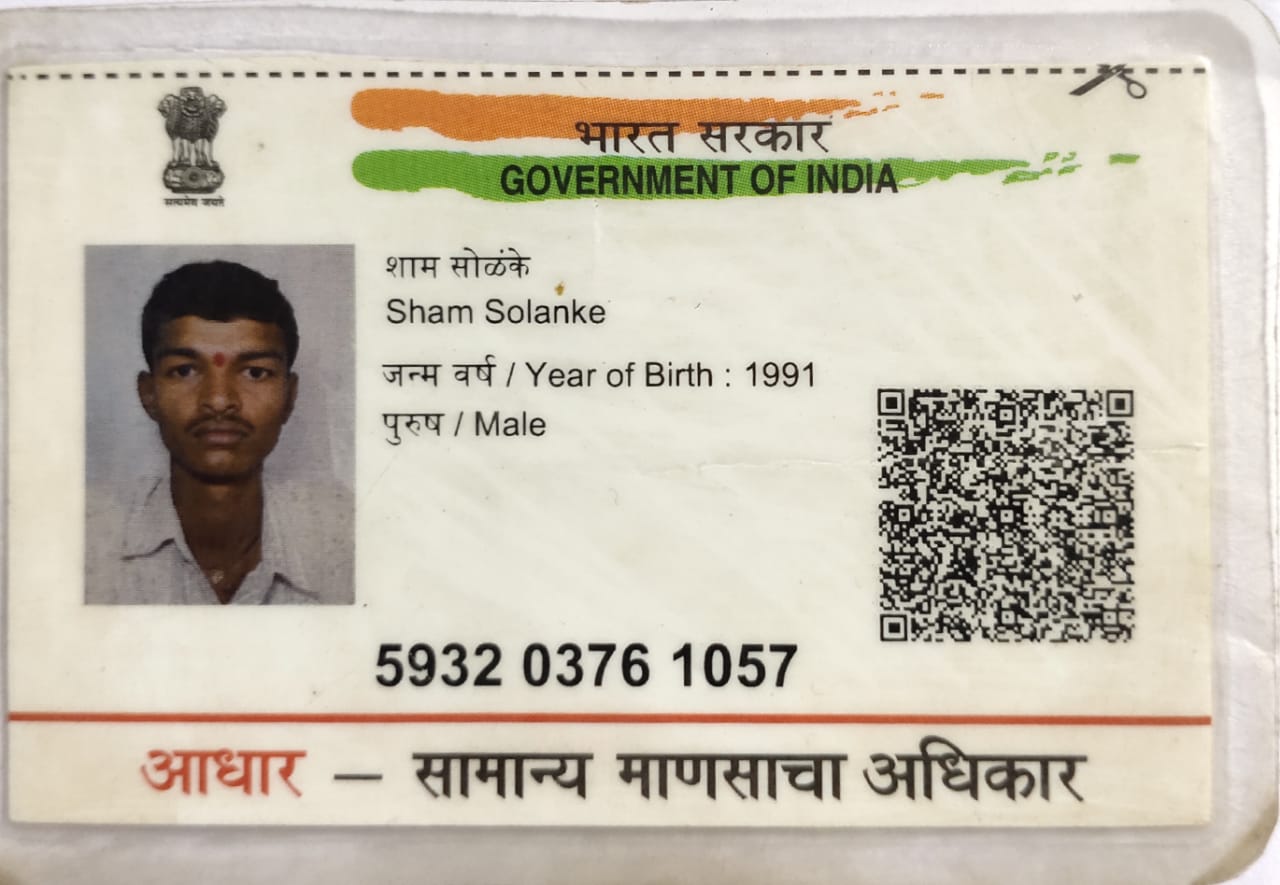 भारत सरकार
GOVERNMENT OF INDIA
सत्यमेव जयते
शाम सोळंके
Sham Solanke
जन्म वर्ष / Year of Birth : 1991
पुरुष / Male
5932 0376 1057
आधार — सामान्य माणसाचा अधिकार